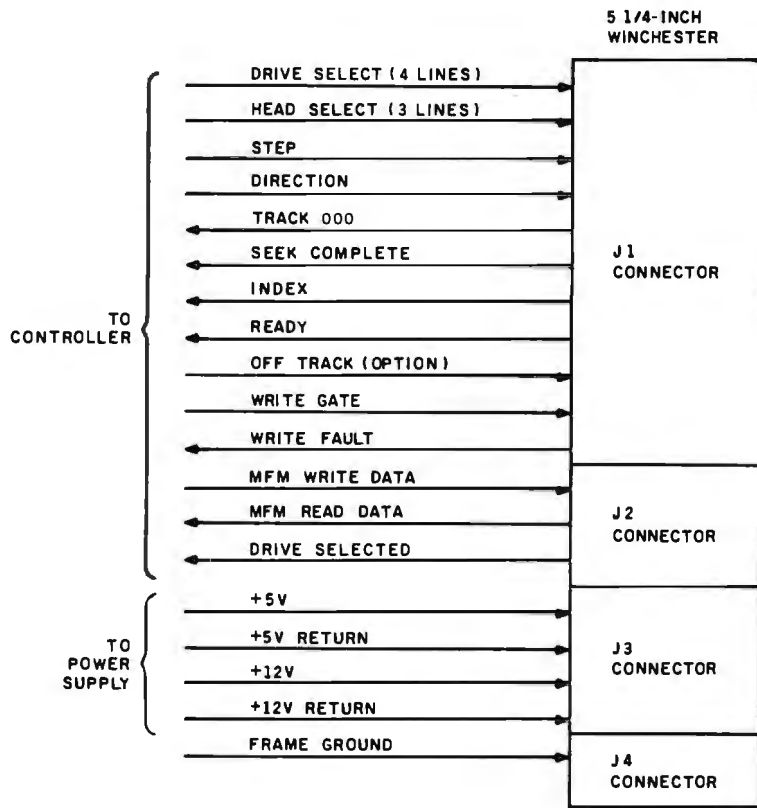 5 1/4-INCH
WINCHESTER
DRIVE SELECT (4 LINES)
HEAD SELECT (3 LINES)
STEP
DIRECTION
TRACK 000
SEEK COMPLETE
INDEX
READY
OFF TRACK (OPTION)
WRITE GATE
WRITE FAULT
MFM WRITE DATA
MFM READ DATA
DRIVE SELECTED
+5V
+5V RETURN
+12V
+12V RETURN
FRAME GROUND
TO
CONTROLLER
TO
POWER
SUPPLY
J1
CONNECTOR
J2
CONNECTOR
J3
CONNECTOR
J4
CONNECTOR